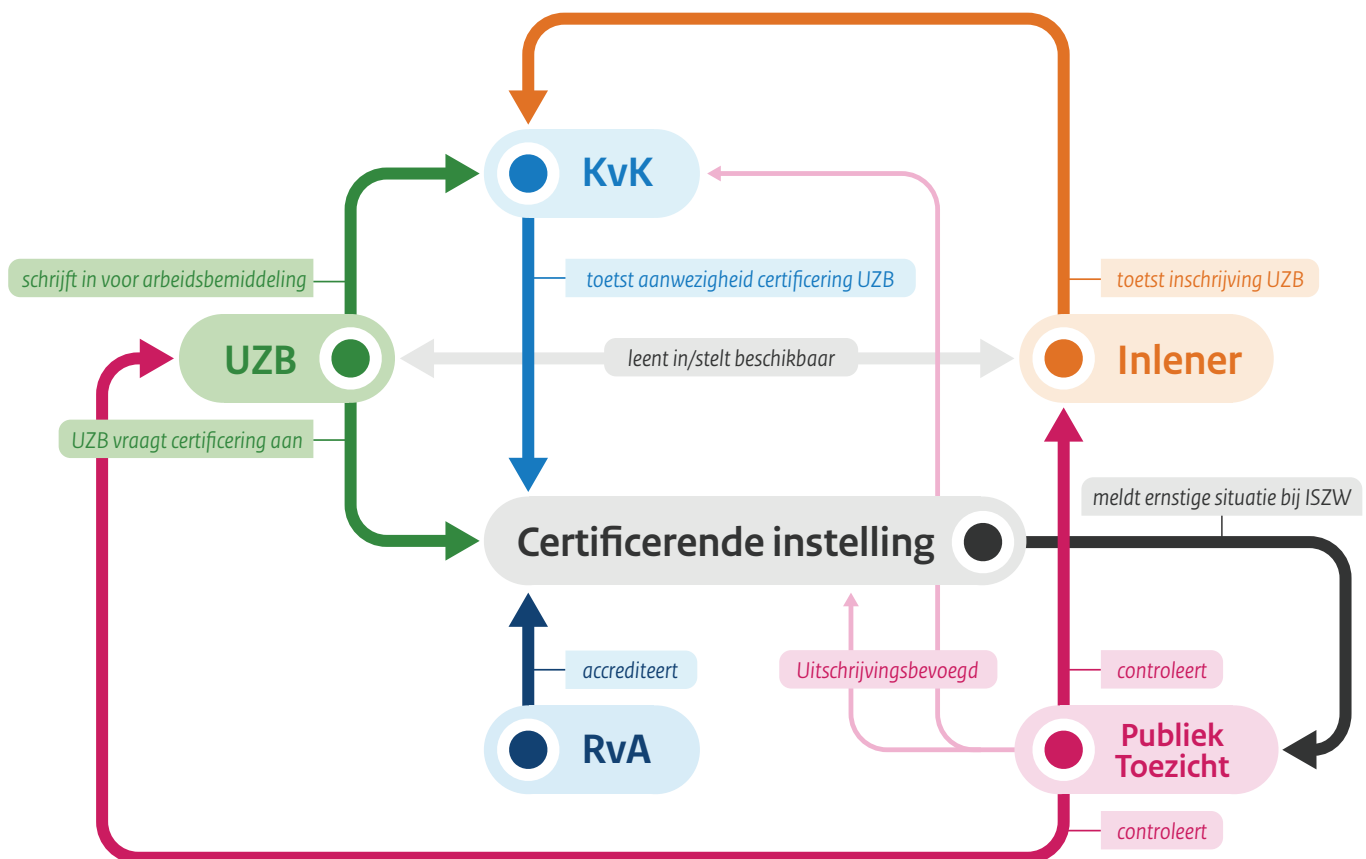 KvK
schrijft in voor arbeidsbemiddeling
toetst aanwezigheid certificering UZB
toetst inschrijving UZB
UZB
leent in/stelt beschikbaar
Inlener
UZB vraagt certificering aan
meldt ernstige situatie bij ISZW
Certificerende instelling
accrediteert
Uitschrijvingsbevoegd
controleert
RvA
Publiek
Toezicht
controleert